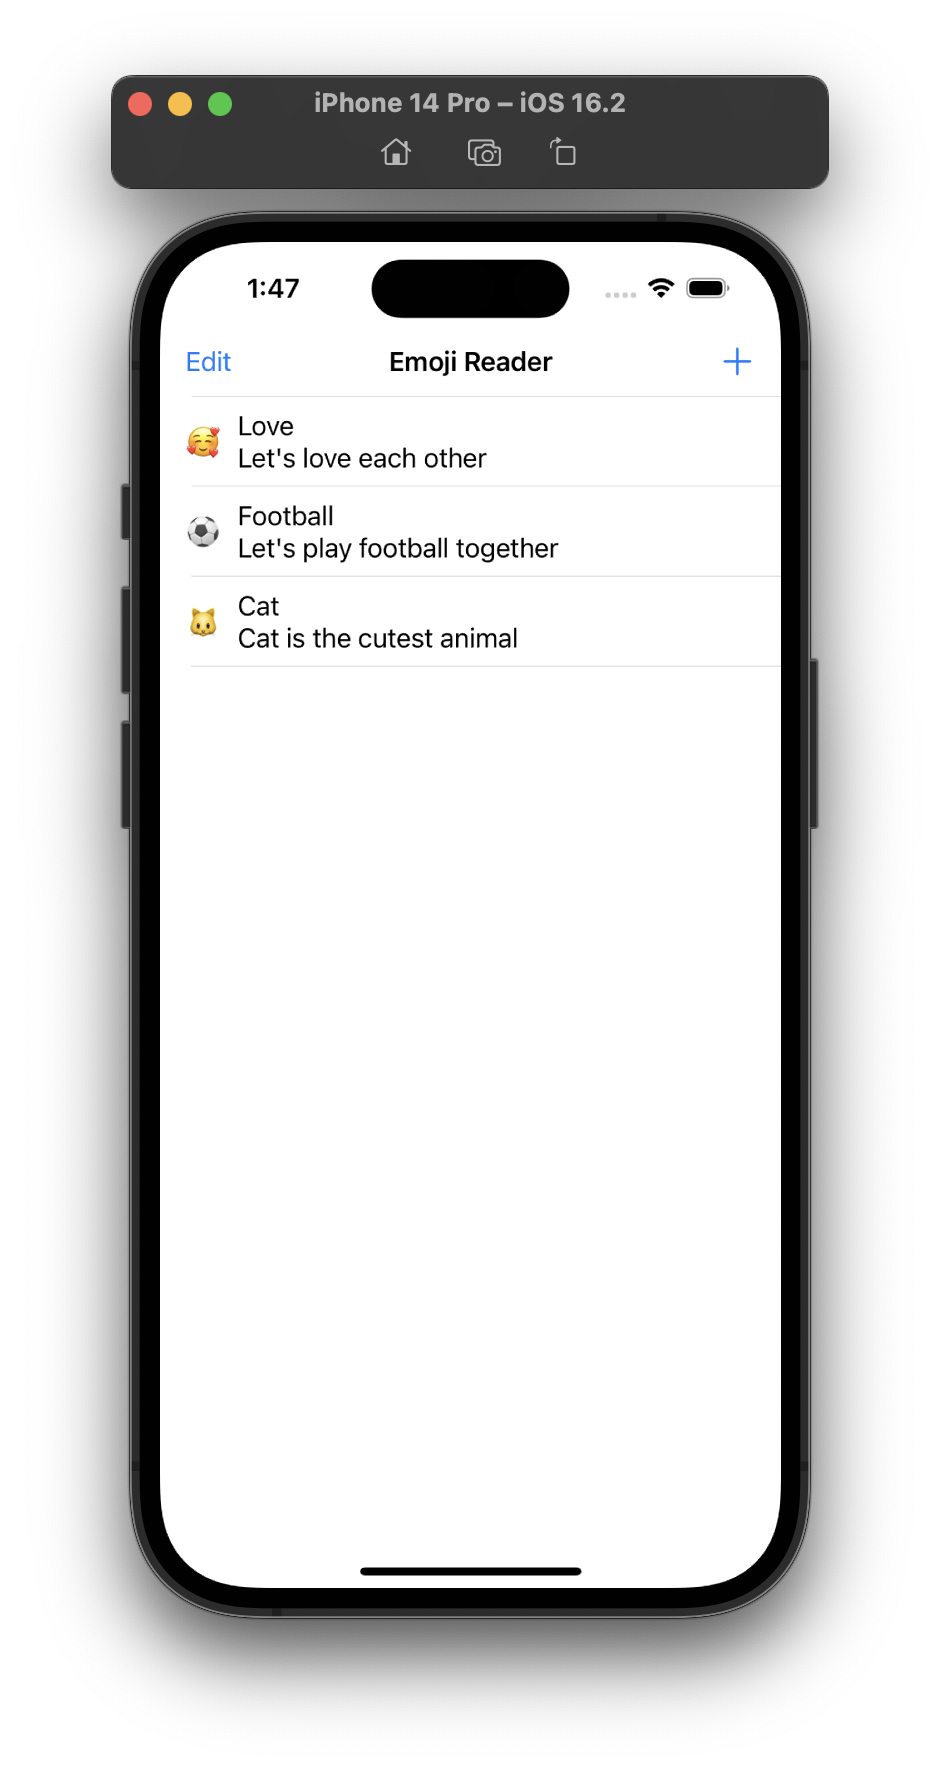 iPhone 14 Pro – iOS 16.2
1:47
Edit
Emoji Reader
Love
Let's love each other
Football
Let's play football together
Cat
Cat is the cutest animal